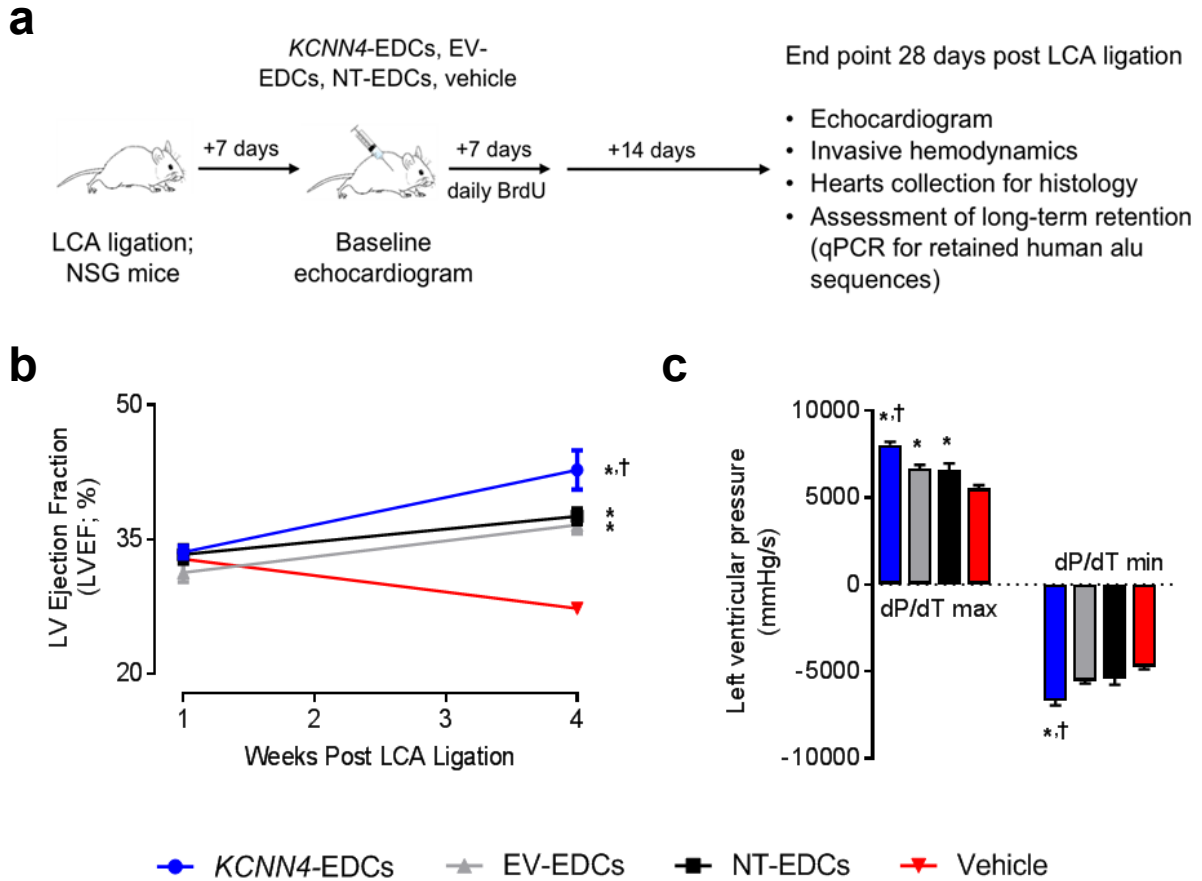 a
KCNN4-EDCs, EV-
EDCs, NT-EDCs, vehicle
End point 28 days post LCA ligation
+7 days
+7 days
daily BrdU
+14 days
• Echocardiogram
• Invasive hemodynamics
• Hearts collection for histology
• Assessment of long-term retention
(qPCR for retained human alu
sequences)
LCA ligation;
NSG mice
Baseline
echocardiogram
b
LV Ejection Fraction
(LVEF; %)
50
35
20
*,†
*
*
1 2 3 4
Weeks Post LCA Ligation
c
Left ventricular pressure
(mmHg/s)
10000
5000
0
-5000
-10000
*,† * *
dP/dT max
dP/dT min
*,†
KCNN4-EDCs EV-EDCs NT-EDCs Vehicle